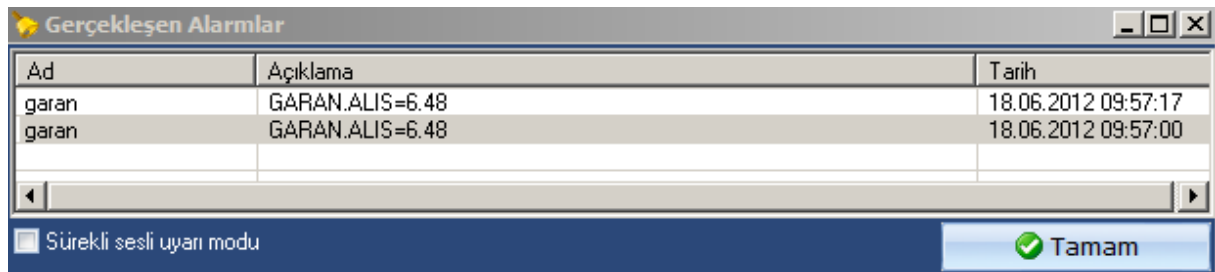 Gerçekleşen Alarmlar
Ad Açıklama Tarih
garan GARAN.ALIS=6.48 18.06.2012 09:57:17
garan GARAN.ALIS=6.48 18.06.2012 09:57:00
Sürekli sesli uyarı modu Tamam